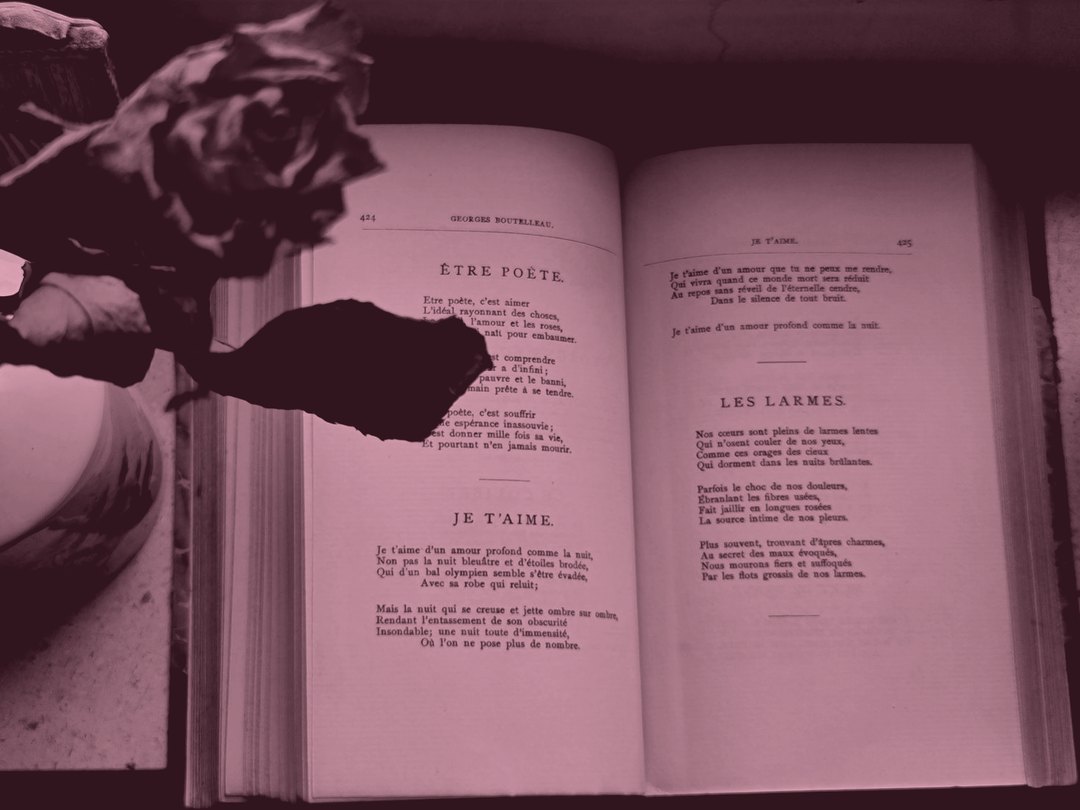 424
GEORGES BOUTELLEAU.
ÊTRE POÈTE.
Etre poète, c'est aimer
L'idéal rayonnant des choses,
l'amour et les roses,
naît pour embaumer.
comprendre
a d'infini;
pauvre et le banni,
main prête à se tendre.
poète, c'est souffrir
espérance inassouvie;
donner mille fois sa vie,
Et pourtant n'en jamais mourir.
JE T'AIME.
Je t'aime d'un amour profond comme la nuit,
Non pas la nuit bleuâtre et d'étoiles brodée,
Qui d'un bal olympien semble s'être évadée,
Avec sa robe qui reluit;
Mais la nuit qui se creuse et jette ombre sur ombre,
Rendant l'entassement de son obscurité
Insondable; une nuit toute d'immensité,
Où l'on ne pose plus de nombre.
JE T'AIME.
425
Je t'aime d'un amour que tu ne peux me rendre,
Qui vivra quand ce monde mort sera réduit
Au repos sans réveil de l'éternelle cendre,
Dans le silence de tout bruit.
Je t'aime d'un amour profond comme la nuit.
LES LARMES.
Nos cœurs sont pleins de larmes lentes
Qui n'osent couler de nos yeux,
Comme ces orages des cieux
Qui dorment dans les nuits brûlantes.
Parfois le choc de nos douleurs,
Ébranlant les fibres usées,
Fait jaillir en longues rosées
La source intime de nos pleurs.
Plus souvent, trouvant d'âpres charmes,
Au secret des maux évoqués,
Nous mourons fiers et suffoqués
Par les flots grossis de nos larmes.